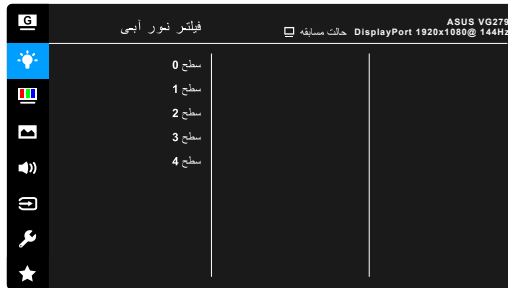 G
فیلتر نور آبی
ASUS VG279
حالت مسابقه DisplayPort 1920x1080@ 144Hz
سطح 0
سطح 1
سطح 2
سطح 3
سطح 4